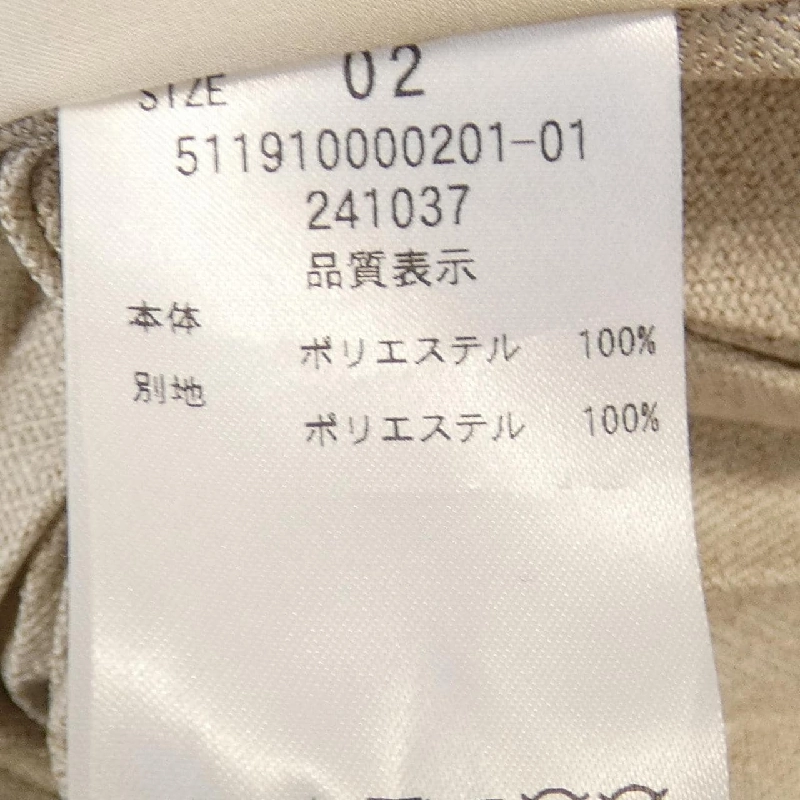 SIZE 02
511910000201-01
241037
品質表示
本体
ポリエステル 100%
別地
ポリエステル 100%